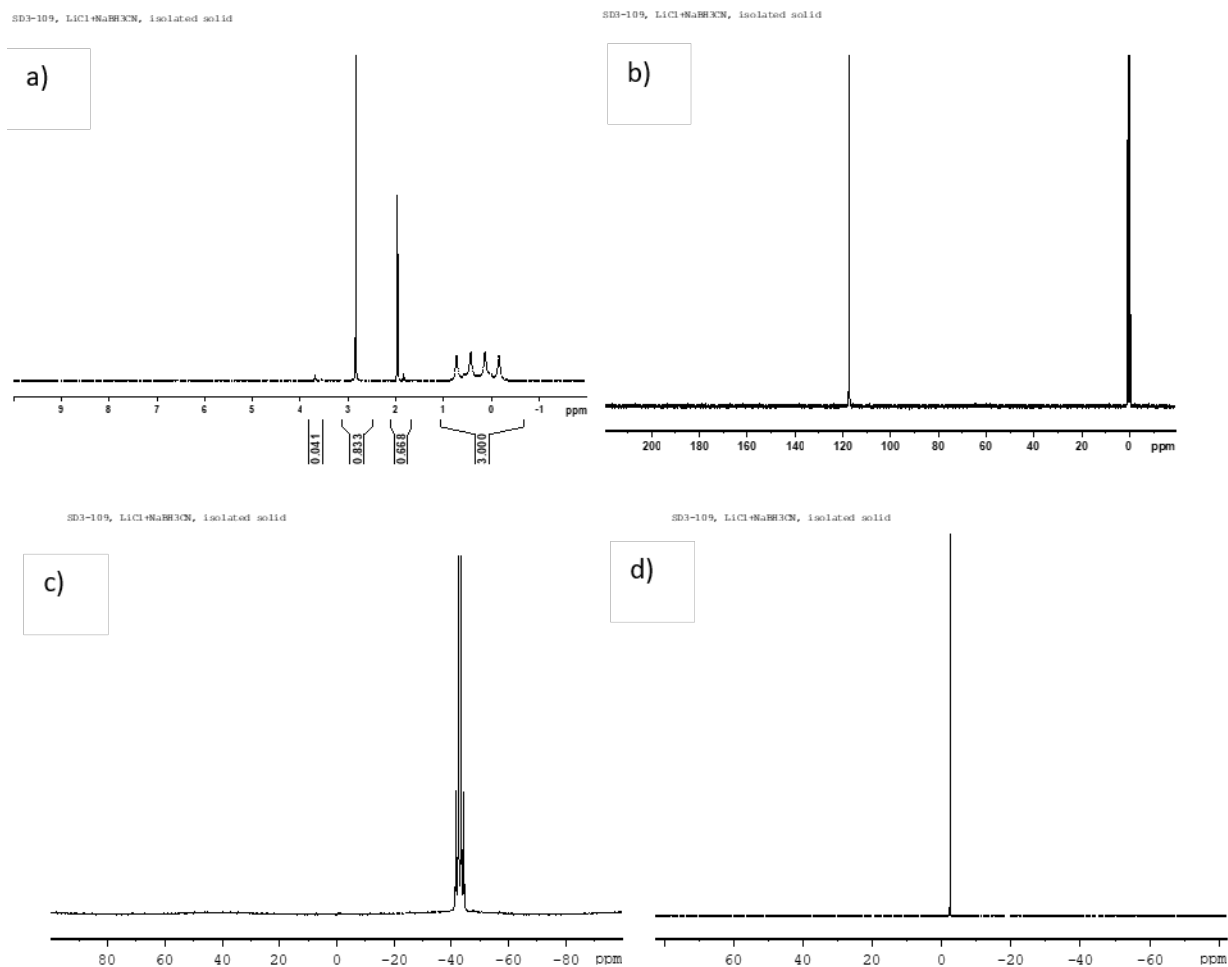 SD3-109, LiCl+NaBH3CN, isolated solid
a)
9 8 7 6 5 4 3 2 1 0 -1 ppm
0.041 0.833 0.668 3.000
SD3-109, LiCl+NaBH3CN, isolated solid
b)
200 180 160 140 120 100 80 60 40 20 0 ppm
SD3-109, LiCl+NaBH3CN, isolated solid
c)
80 60 40 20 0 -20 -40 -60 -80 ppm
SD3-109, LiCl+NaBH3CN, isolated solid
d)
60 40 20 0 -20 -40 -60 ppm